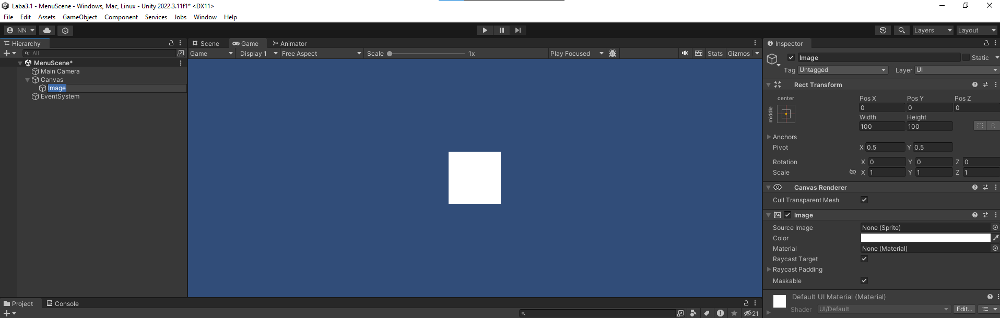 Laba3.1 - MenuScene - Windows, Mac, Linux - Unity 2022.3.11f1* <DX11>
File Edit Assets GameObject Component Services Jobs Window Help
NN
Layers Layout
Hierarchy
All
MenuScene*
Main Camera
Canvas
Image
EventSystem
Scene Game Animator
Game Display 1 Free Aspect Scale 1x Play Focused Stats Gizmos
Inspector
Image Static
Tag Untagged Layer UI
Rect Transform
center
middle
Pos X Pos Y Pos Z
0 0 0
Width Height
100 100
R
Anchors
Pivot X 0.5 Y 0.5
Rotation X 0 Y 0 Z 0
Scale X 1 Y 1 Z 1
Canvas Renderer
Cull Transparent Mesh
Image
Source Image None (Sprite)
Color
Material None (Material)
Raycast Target
Raycast Padding
Maskable
Default UI Material (Material)
Shader UI/Default Edit...
Project Console
21